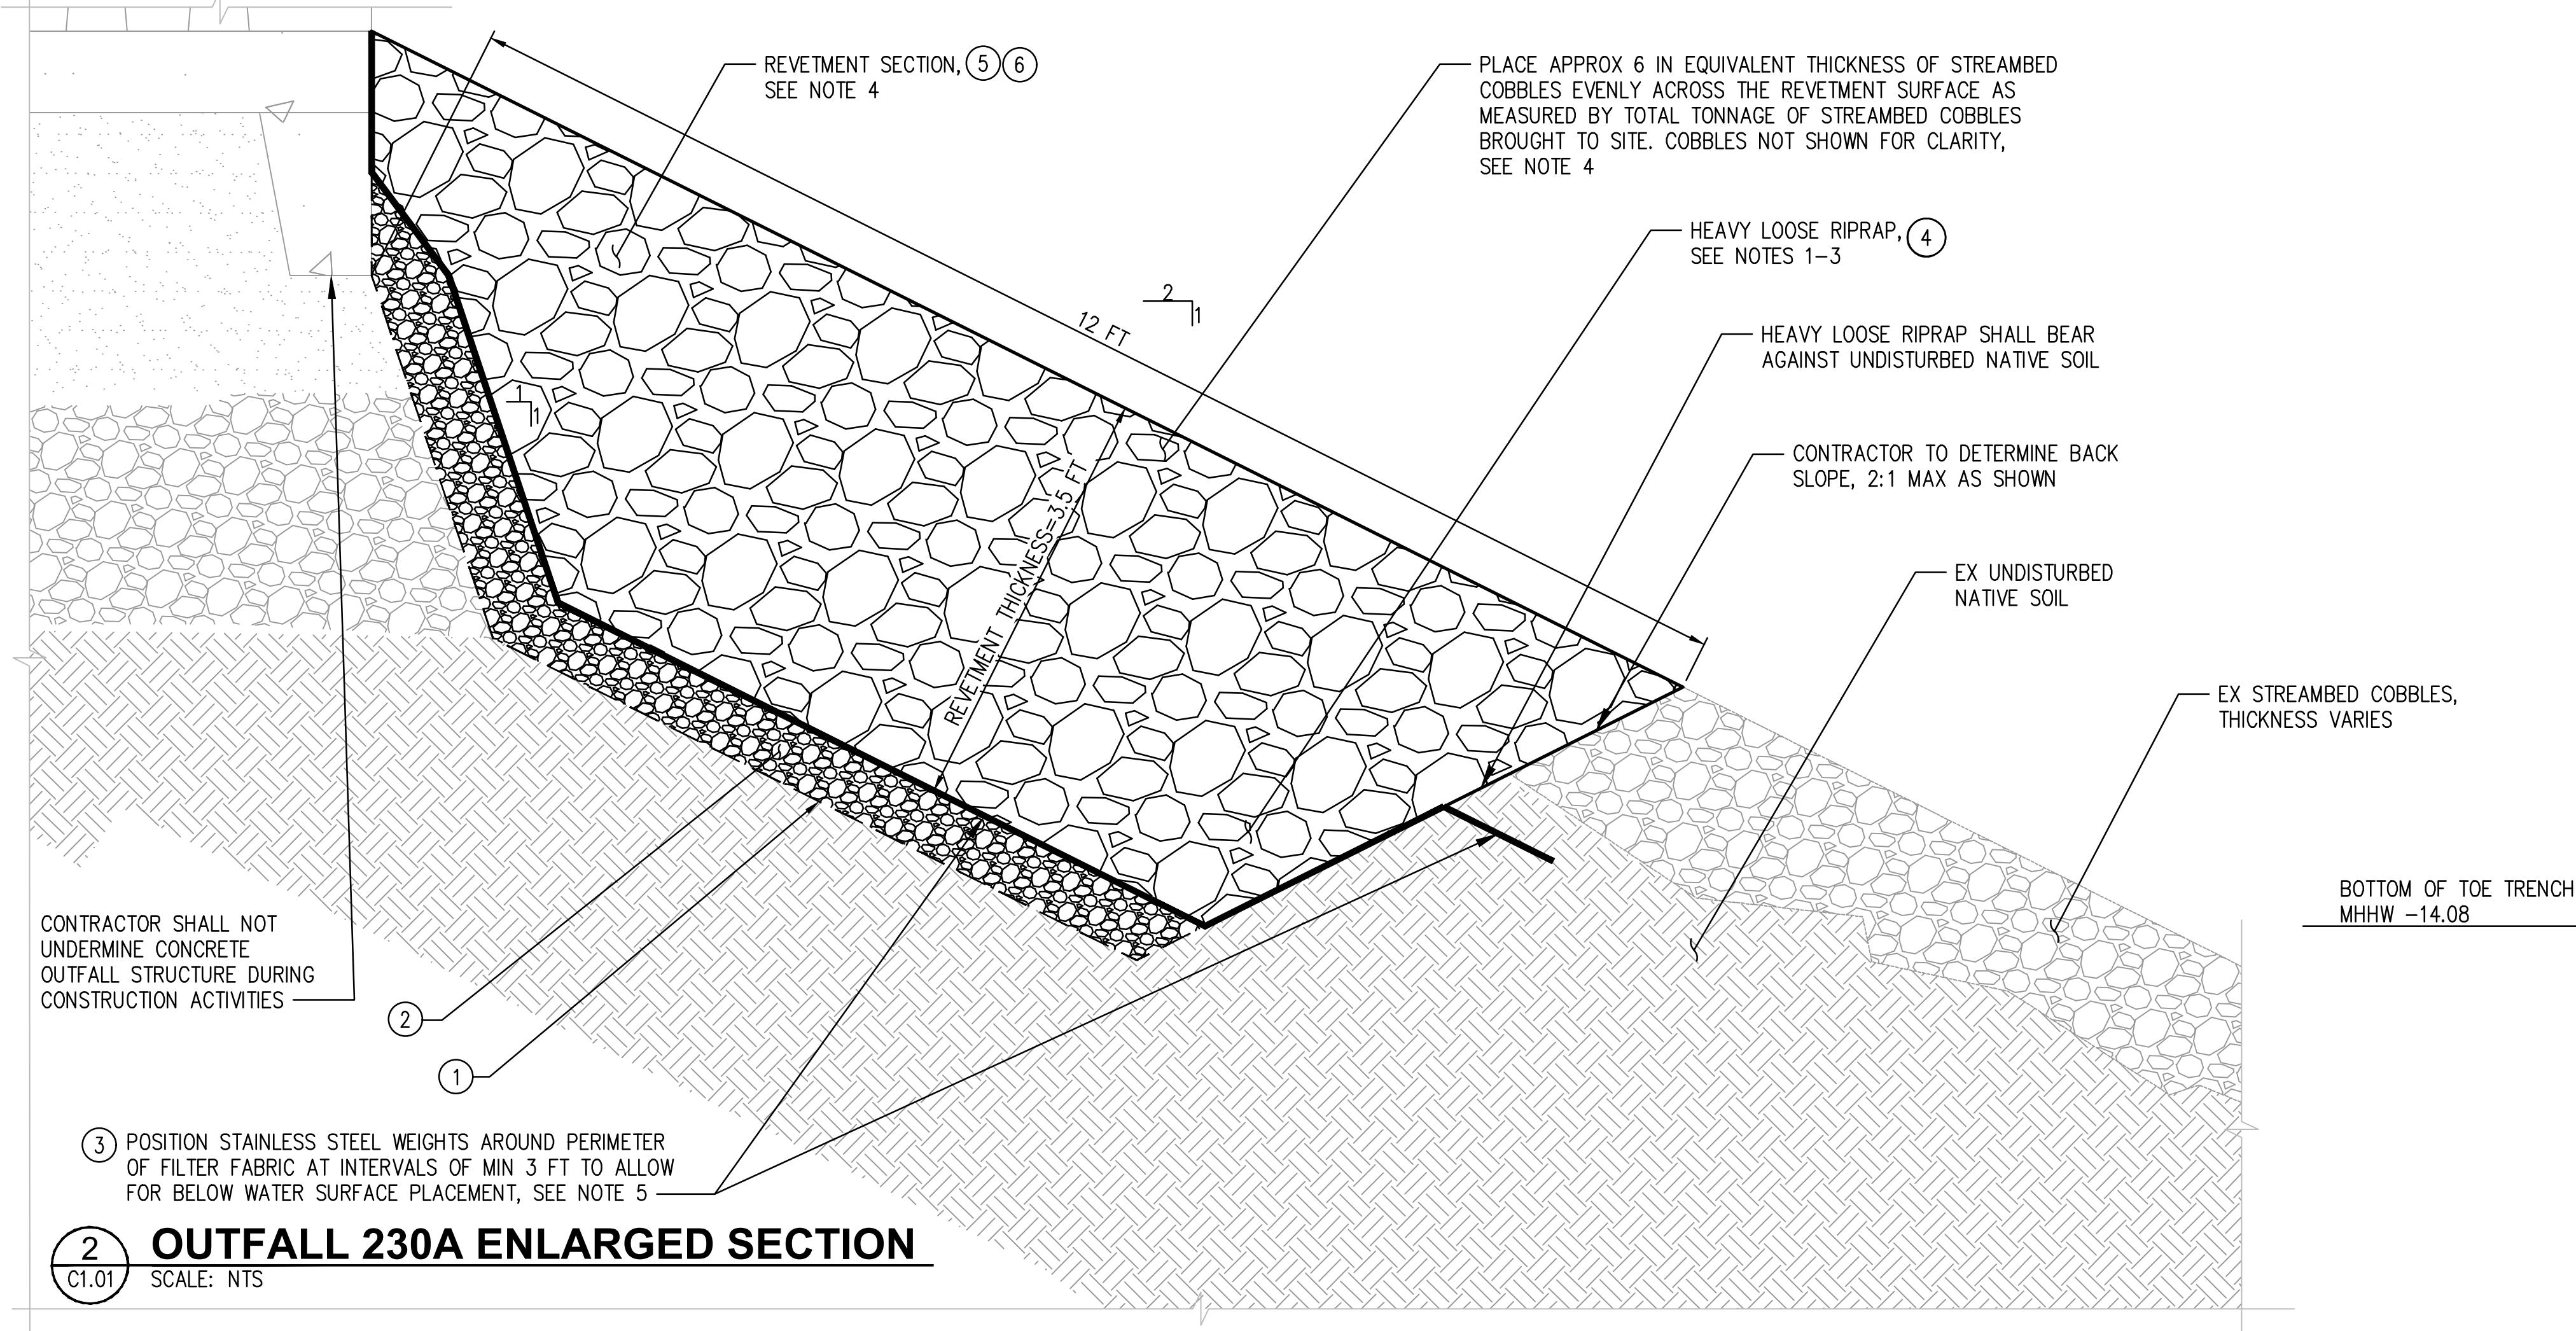 REVETMENT SECTION, 5 6
SEE NOTE 4
PLACE APPROX 6 IN EQUIVALENT THICKNESS OF STREAMBED
COBBLES EVENLY ACROSS THE REVETMENT SURFACE AS
MEASURED BY TOTAL TONNAGE OF STREAMBED COBBLES
BROUGHT TO SITE. COBBLES NOT SHOWN FOR CLARITY,
SEE NOTE 4
HEAVY LOOSE RIPRAP, 4
SEE NOTES 1-3
2
1
12 FT
HEAVY LOOSE RIPRAP SHALL BEAR
AGAINST UNDISTURBED NATIVE SOIL
1
1
CONTRACTOR TO DETERMINE BACK
SLOPE, 2:1 MAX AS SHOWN
REVETMENT THICKNESS=3.5 FT
EX UNDISTURBED
NATIVE SOIL
EX STREAMBED COBBLES,
THICKNESS VARIES
BOTTOM OF TOE TRENCH
MHHW -14.08
CONTRACTOR SHALL NOT
UNDERMINE CONCRETE
OUTFALL STRUCTURE DURING
CONSTRUCTION ACTIVITIES
2
1
3 POSITION STAINLESS STEEL WEIGHTS AROUND PERIMETER
OF FILTER FABRIC AT INTERVALS OF MIN 3 FT TO ALLOW
FOR BELOW WATER SURFACE PLACEMENT, SEE NOTE 5
2 OUTFALL 230A ENLARGED SECTION
C1.01 SCALE: NTS